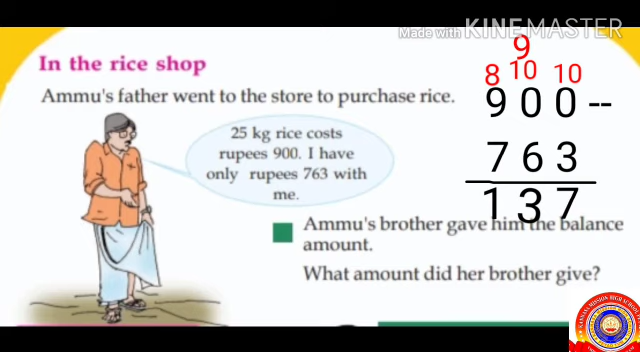 Made with KINEMASTER
In the rice shop
Ammu's father went to the store to purchase rice.
25 kg rice costs
rupees 900. I have
only rupees 763 with
me.
9
8 10 10
9 0 0 --
7 6 3
1 3 7
Ammu's brother gave him the balance
amount.
What amount did her brother give?